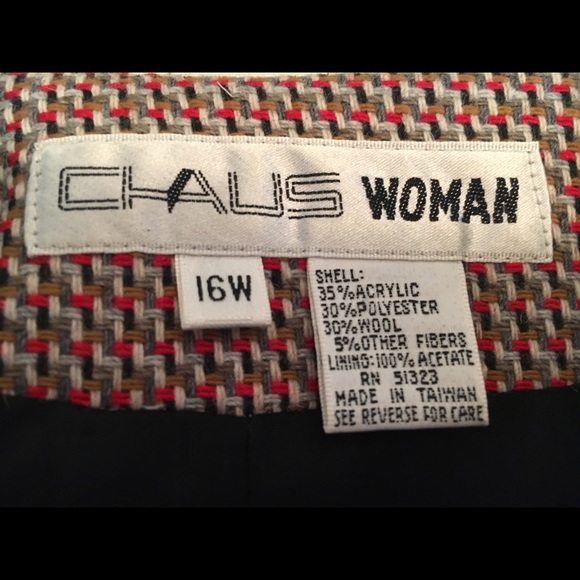 CHAUS WOMAN
16W
SHELL:
35%ACRYLIC
30%POLYESTER
30%WOOL
5%OTHER FIBERS
LINING:100%ACETATE
RN 51323
MADE IN TAIWAN
SEE REVERSE FOR CARE